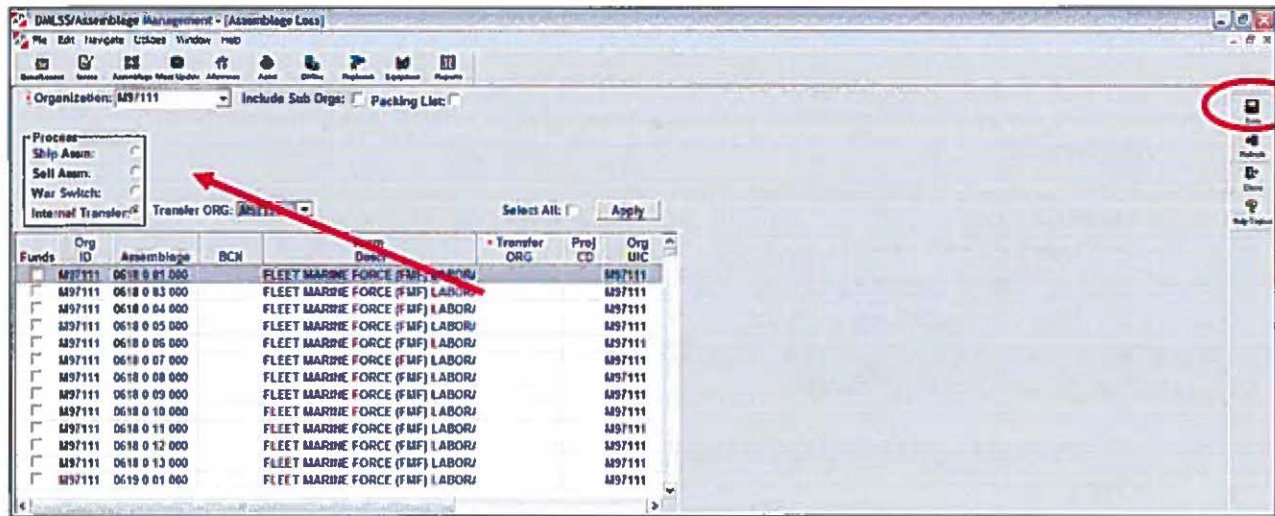 DMLSS/Assemblage Management - [Assemblage Loss]
File Edit Navigate Utilities Window Help
Assemblage Mass Update Allowance
Equipment Reports
* Organization: M97111 Include Sub Orgs: Packing List:
Save
Refresh
Close
Help Topics
Process
Ship Assm:
Sell Assm:
War Switch:
Internal Transfer: Transfer ORG: Select All: Apply
Funds Org ID Assemblage BCN Descr * Transfer ORG Proj CD Org UIC
M97111 0618 0 01 000 FLEET MARINE FORCE (FMF) LABOR M97111
M97111 0618 0 03 000 FLEET MARINE FORCE (FMF) LABOR M97111
M97111 0618 0 04 000 FLEET MARINE FORCE (FMF) LABOR M97111
M97111 0618 0 05 000 FLEET MARINE FORCE (FMF) LABOR M97111
M97111 0618 0 06 000 FLEET MARINE FORCE (FMF) LABOR M97111
M97111 0618 0 07 000 FLEET MARINE FORCE (FMF) LABOR M97111
M97111 0618 0 08 000 FLEET MARINE FORCE (FMF) LABOR M97111
M97111 0618 0 09 000 FLEET MARINE FORCE (FMF) LABOR M97111
M97111 0618 0 10 000 FLEET MARINE FORCE (FMF) LABOR M97111
M97111 0618 0 11 000 FLEET MARINE FORCE (FMF) LABOR M97111
M97111 0618 0 12 000 FLEET MARINE FORCE (FMF) LABOR M97111
M97111 0618 0 13 000 FLEET MARINE FORCE (FMF) LABOR M97111
M97111 0619 0 01 000 FLEET MARINE FORCE (FMF) LABOR M97111